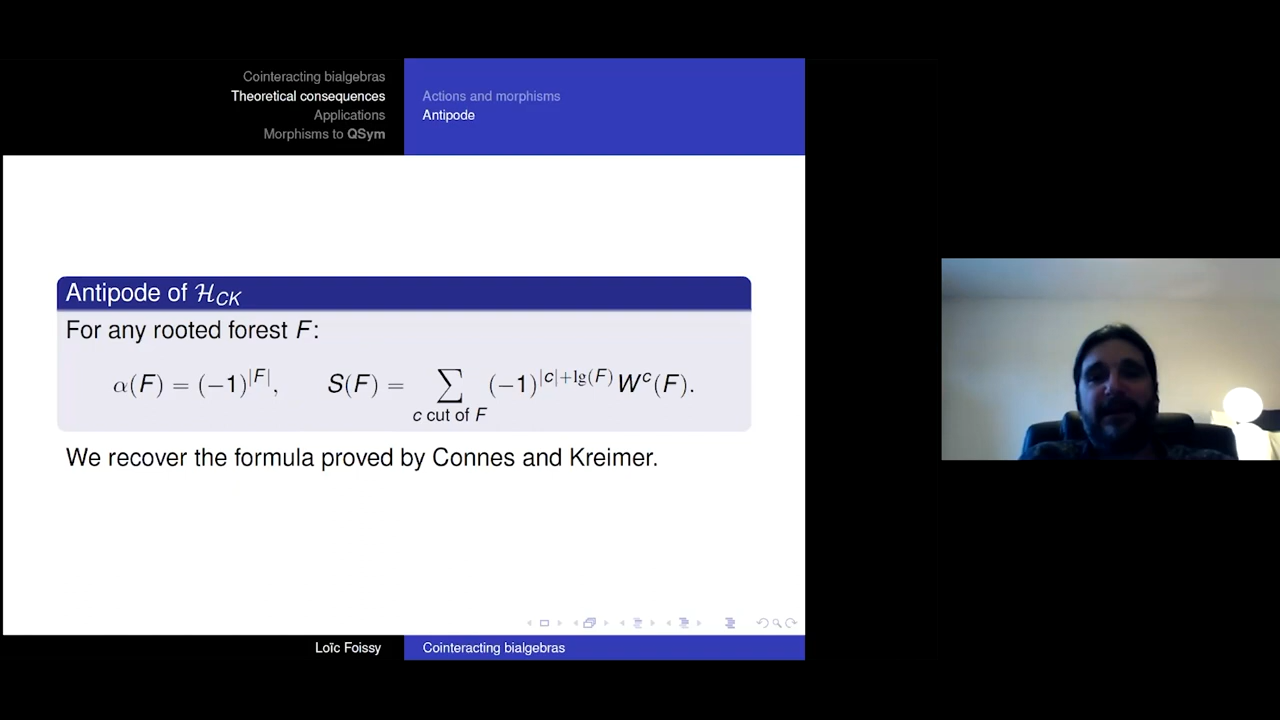 Cointeracting bialgebras
Theoretical consequences
Applications
Morphisms to QSym
Actions and morphisms
Antipode
Antipode of ℋ_CK
For any rooted forest F:
α(F) = (−1)^|F|, S(F) = ∑_{c cut of F} (−1)^{|c|+lg(F)} W^c(F).
We recover the formula proved by Connes and Kreimer.
Loïc Foissy
Cointeracting bialgebras